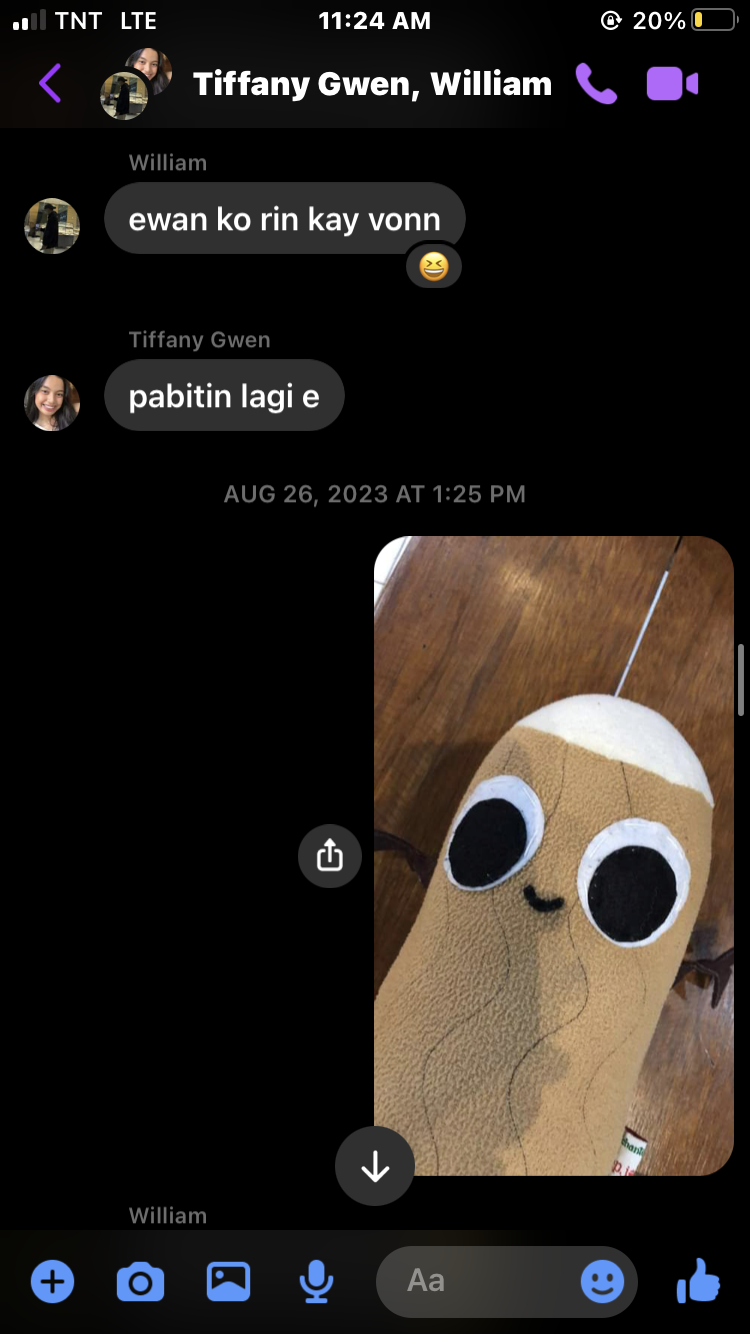 TNT LTE 11:24 AM 20%
Tiffany Gwen, William
William
ewan ko rin kay vonn
Tiffany Gwen
pabitin lagi e
AUG 26, 2023 AT 1:25 PM
William
Aa